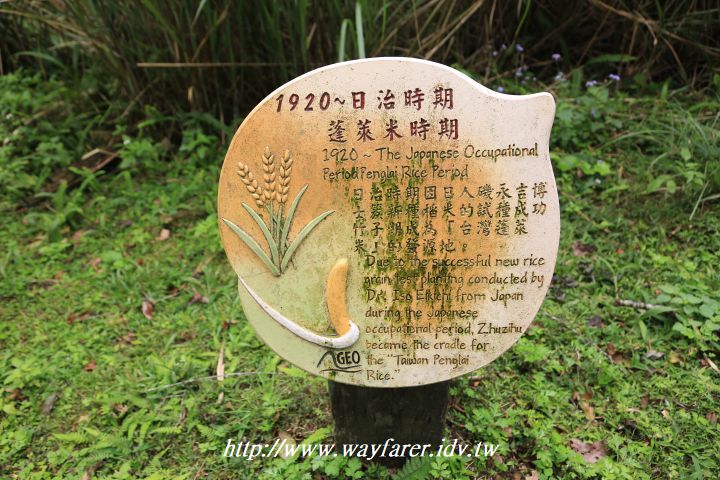 1920~日治時期
蓬萊米時期
1920 ~ The Japanese Occupational
Period Penglai Rice Period
日治時期因日人磯永吉博
士新種稻米的試種成功
竹子湖成為「台灣蓬萊
米」的發源地。
Due to the successful new rice
grain test planting conducted by
Dr. Iso Eikichi from Japan
during the Japanese
occupational period, Zhuzihu
became the cradle for
the "Taiwan Penglai
Rice."
GEO
http://www.wayfarer.idv.tw